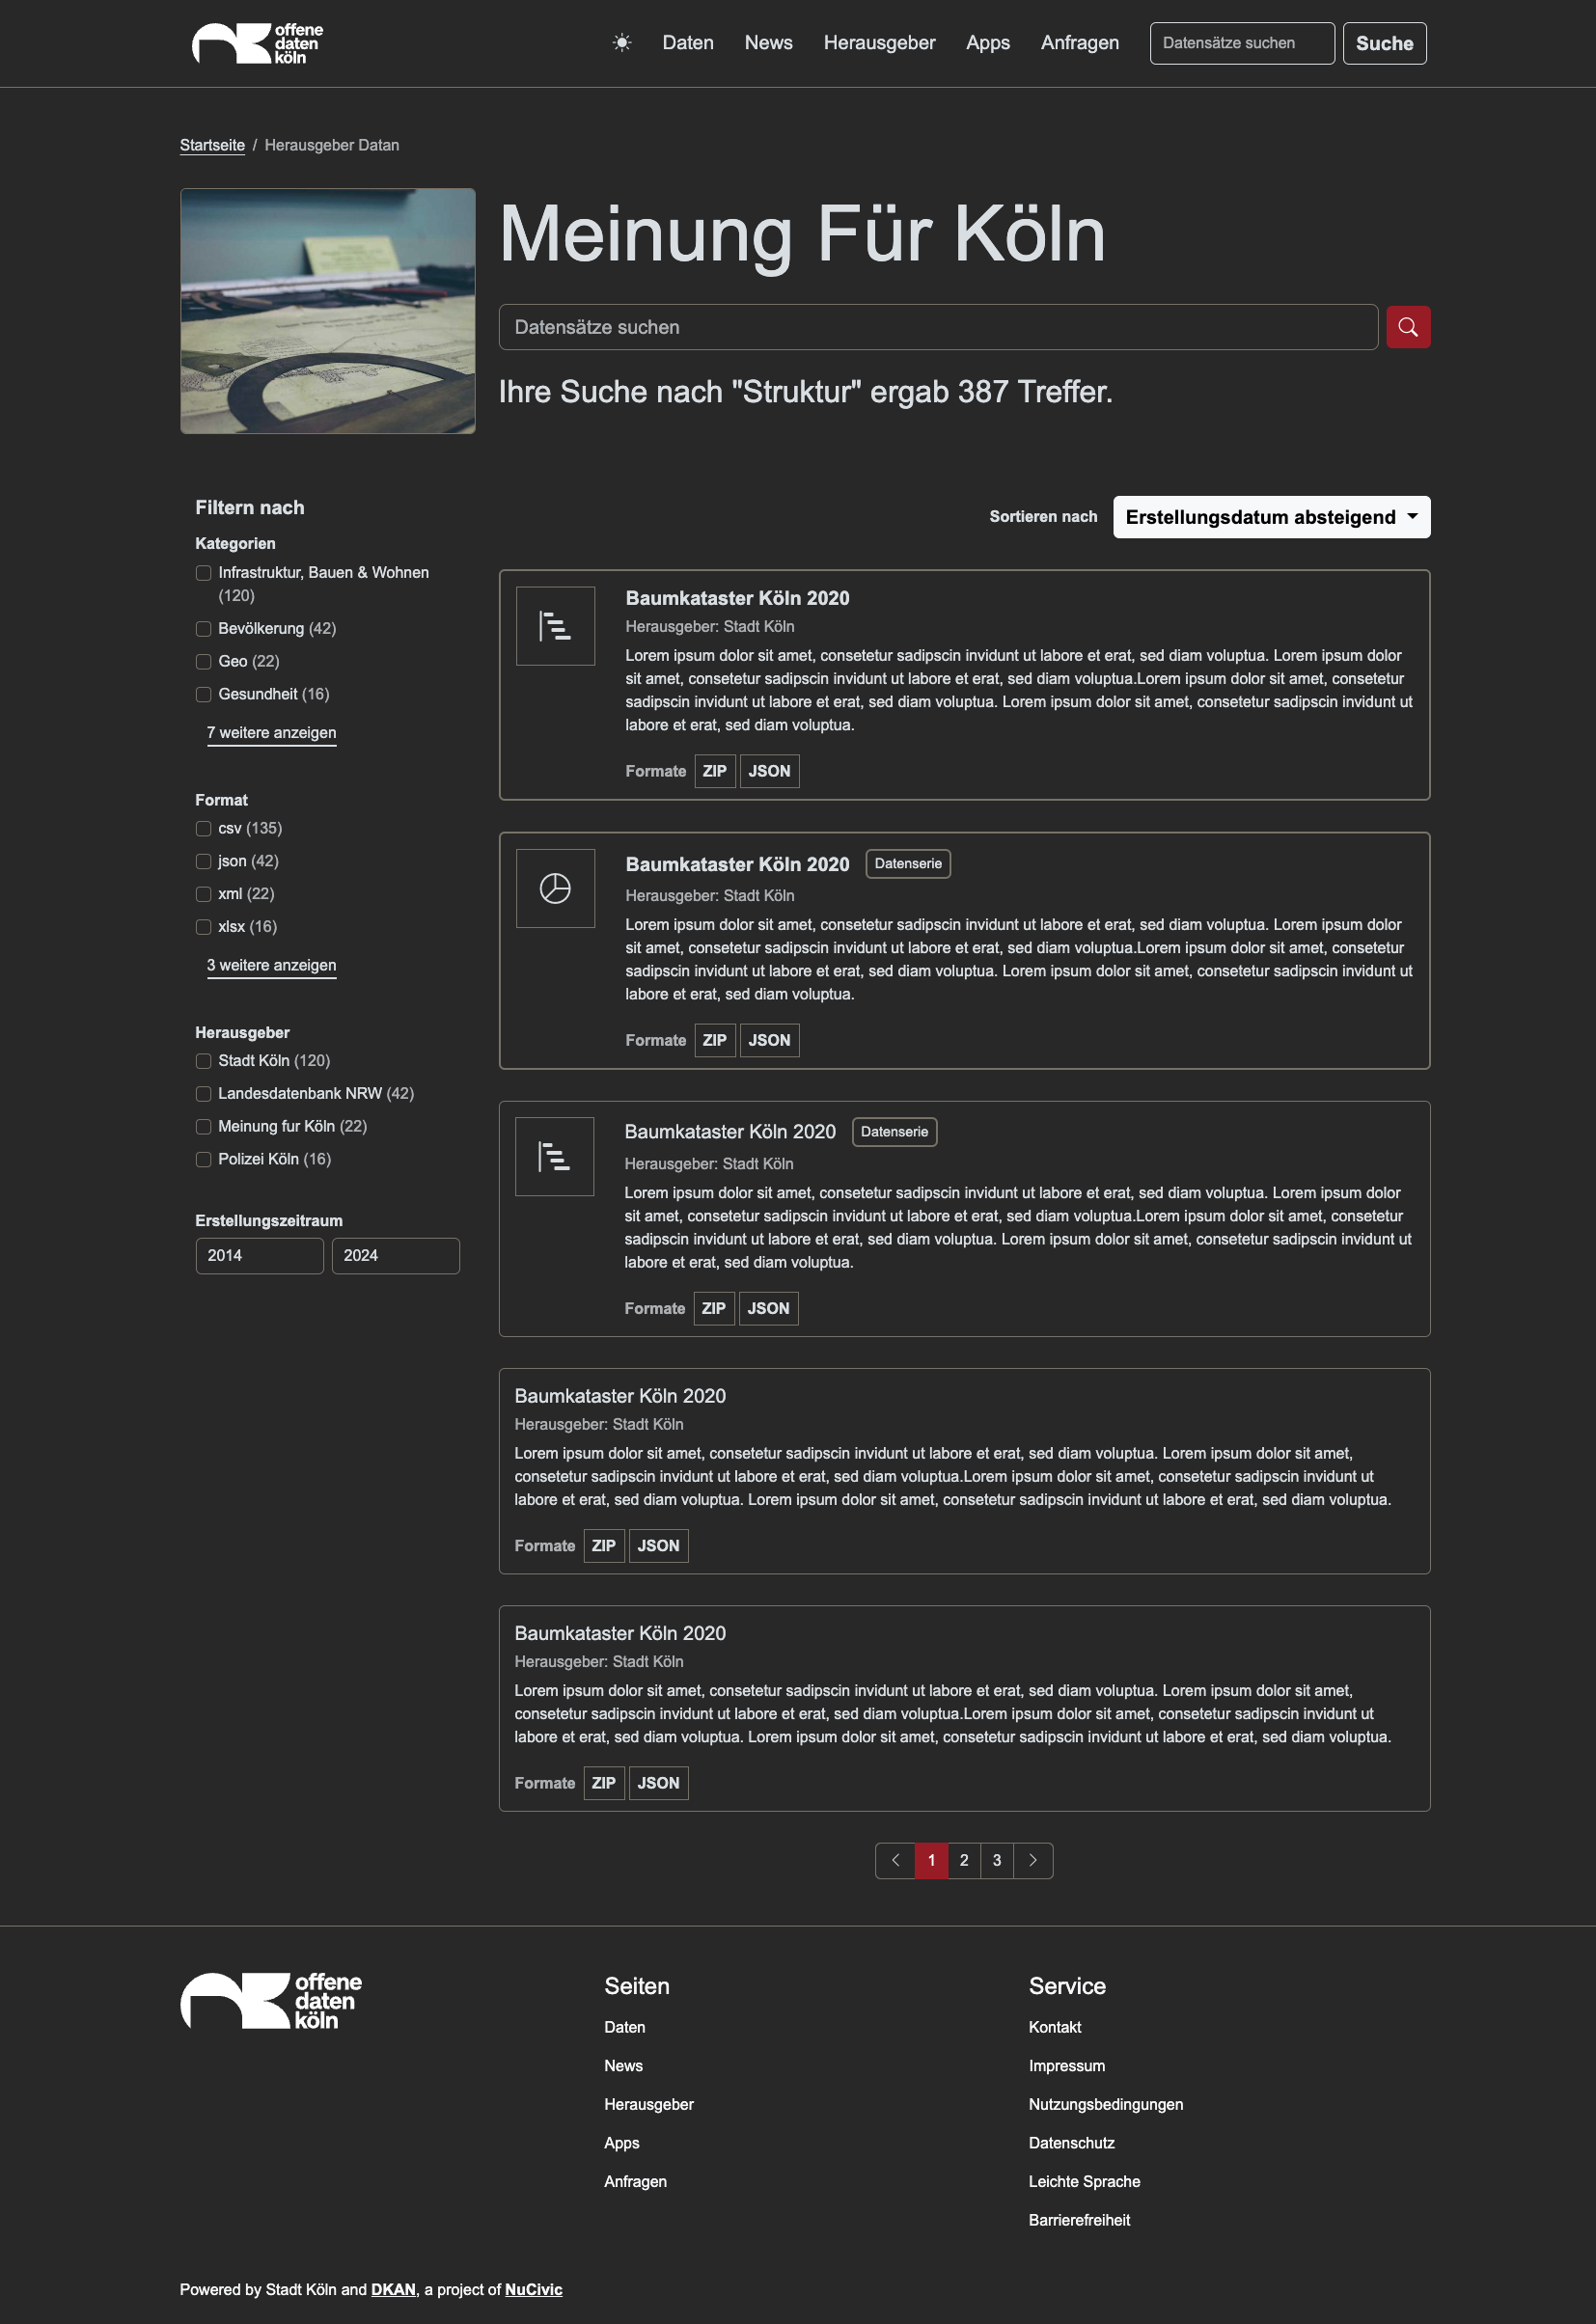 offene
daten
köln
Daten
News
Herausgeber
Apps
Anfragen
Datensätze suchen
Suche
Startseite / Herausgeber Datan
Meinung Für Köln
Datensätze suchen
Ihre Suche nach "Struktur" ergab 387 Treffer.
Filtern nach
Kategorien
Infrastruktur, Bauen & Wohnen
(120)
Bevölkerung (42)
Geo (22)
Gesundheit (16)
7 weitere anzeigen
Format
csv (135)
json (42)
xml (22)
xlsx (16)
3 weitere anzeigen
Herausgeber
Stadt Köln (120)
Landesdatenbank NRW (42)
Meinung fur Köln (22)
Polizei Köln (16)
Erstellungszeitraum
2014
2024
Sortieren nach
Erstellungsdatum absteigend
Baumkataster Köln 2020
Herausgeber: Stadt Köln
Lorem ipsum dolor sit amet, consetetur sadipscin invidunt ut labore et erat, sed diam voluptua. Lorem ipsum dolor
sit amet, consetetur sadipscin invidunt ut labore et erat, sed diam voluptua.Lorem ipsum dolor sit amet, consetetur
sadipscin invidunt ut labore et erat, sed diam voluptua. Lorem ipsum dolor sit amet, consetetur sadipscin invidunt ut
labore et erat, sed diam voluptua.
Formate ZIP JSON
Baumkataster Köln 2020 Datenserie
Herausgeber: Stadt Köln
Lorem ipsum dolor sit amet, consetetur sadipscin invidunt ut labore et erat, sed diam voluptua. Lorem ipsum dolor
sit amet, consetetur sadipscin invidunt ut labore et erat, sed diam voluptua.Lorem ipsum dolor sit amet, consetetur
sadipscin invidunt ut labore et erat, sed diam voluptua. Lorem ipsum dolor sit amet, consetetur sadipscin invidunt ut
labore et erat, sed diam voluptua.
Formate ZIP JSON
Baumkataster Köln 2020 Datenserie
Herausgeber: Stadt Köln
Lorem ipsum dolor sit amet, consetetur sadipscin invidunt ut labore et erat, sed diam voluptua. Lorem ipsum dolor
sit amet, consetetur sadipscin invidunt ut labore et erat, sed diam voluptua.Lorem ipsum dolor sit amet, consetetur
sadipscin invidunt ut labore et erat, sed diam voluptua. Lorem ipsum dolor sit amet, consetetur sadipscin invidunt ut
labore et erat, sed diam voluptua.
Formate ZIP JSON
Baumkataster Köln 2020
Herausgeber: Stadt Köln
Lorem ipsum dolor sit amet, consetetur sadipscin invidunt ut labore et erat, sed diam voluptua. Lorem ipsum dolor sit amet,
consetetur sadipscin invidunt ut labore et erat, sed diam voluptua.Lorem ipsum dolor sit amet, consetetur sadipscin invidunt ut
labore et erat, sed diam voluptua. Lorem ipsum dolor sit amet, consetetur sadipscin invidunt ut labore et erat, sed diam voluptua.
Formate ZIP JSON
Baumkataster Köln 2020
Herausgeber: Stadt Köln
Lorem ipsum dolor sit amet, consetetur sadipscin invidunt ut labore et erat, sed diam voluptua. Lorem ipsum dolor sit amet,
consetetur sadipscin invidunt ut labore et erat, sed diam voluptua.Lorem ipsum dolor sit amet, consetetur sadipscin invidunt ut
labore et erat, sed diam voluptua. Lorem ipsum dolor sit amet, consetetur sadipscin invidunt ut labore et erat, sed diam voluptua.
Formate ZIP JSON
1 2 3
offene
daten
köln
Seiten
Daten
News
Herausgeber
Apps
Anfragen
Service
Kontakt
Impressum
Nutzungsbedingungen
Datenschutz
Leichte Sprache
Barrierefreiheit
Powered by Stadt Köln and DKAN, a project of NuCivic